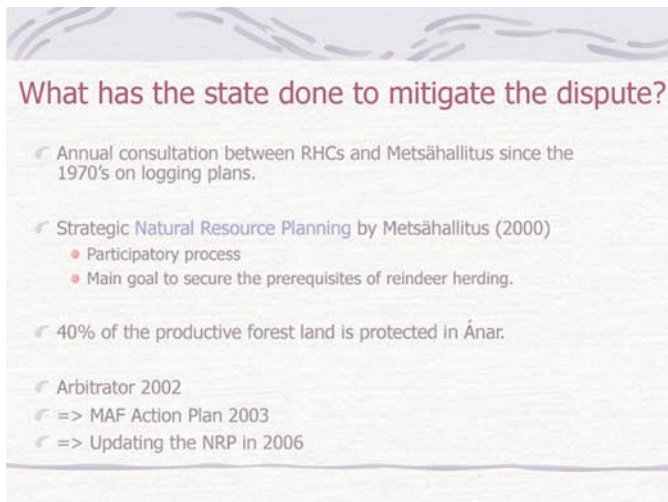 What has the state done to mitigate the dispute?
Annual consultation between RHCs and Metsähallitus since the
1970's on logging plans.
Strategic Natural Resource Planning by Metsähallitus (2000)
Participatory process
Main goal to secure the prerequisites of reindeer herding.
40% of the productive forest land is protected in Ánar.
Arbitrator 2002
=> MAF Action Plan 2003
=> Updating the NRP in 2006